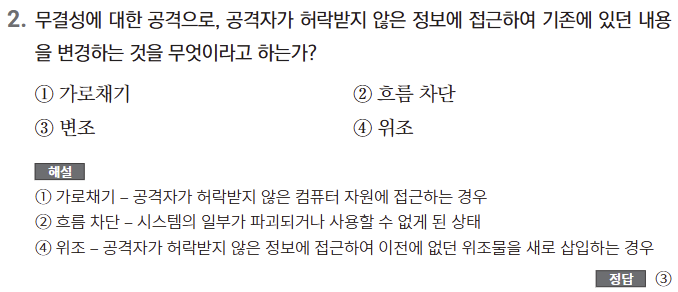 2. 무결성에 대한 공격으로, 공격자가 허락받지 않은 정보에 접근하여 기존에 있던 내용
을 변경하는 것을 무엇이라고 하는가?
① 가로채기 ② 흐름 차단
③ 변조 ④ 위조
해설
① 가로채기 – 공격자가 허락받지 않은 컴퓨터 자원에 접근하는 경우
② 흐름 차단 – 시스템의 일부가 파괴되거나 사용할 수 없게 된 상태
④ 위조 – 공격자가 허락받지 않은 정보에 접근하여 이전에 없던 위조물을 새로 삽입하는 경우
정답 ③